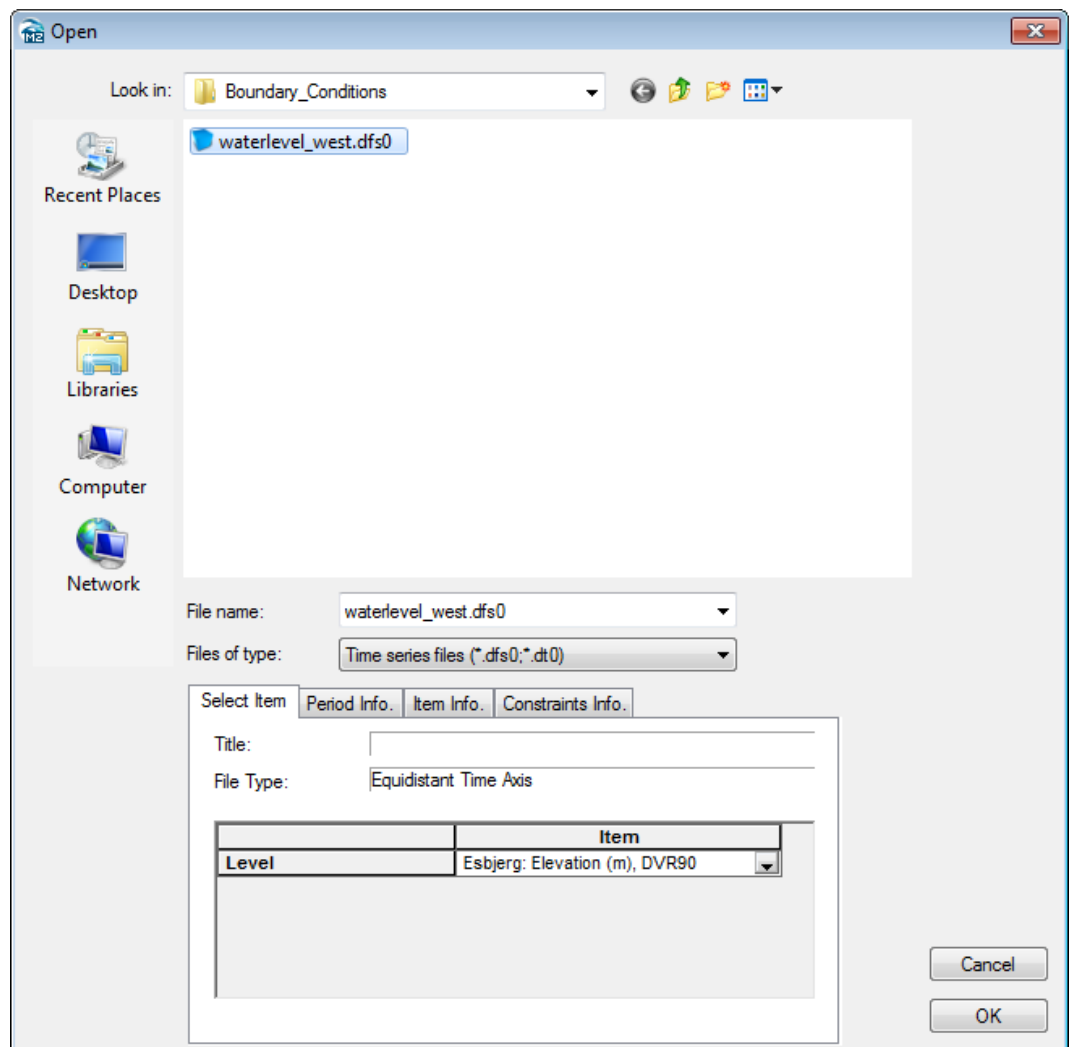 Open
Look in:
Boundary_Conditions
waterlevel_west.dfs0
Recent Places
Desktop
Libraries
Computer
Network
File name:
waterlevel_west.dfs0
Files of type:
Time series files (*.dfs0;*.dt0)
Select Item
Period Info.
Item Info.
Constraints Info.
Title:
File Type:
Equidistant Time Axis
Item
Level
Esbjerg: Elevation (m), DVR90
Cancel
OK